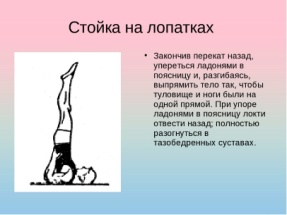 Стойка на лопатках
• Закончив перекат назад,
упереться ладонями в
поясницу и, разгибаясь,
выпрямить тело так, чтобы
туловище и ноги были на
одной прямой. При упоре
ладонями в поясницу локти
отвести назад; полностью
разогнуться в
тазобедренных суставах.